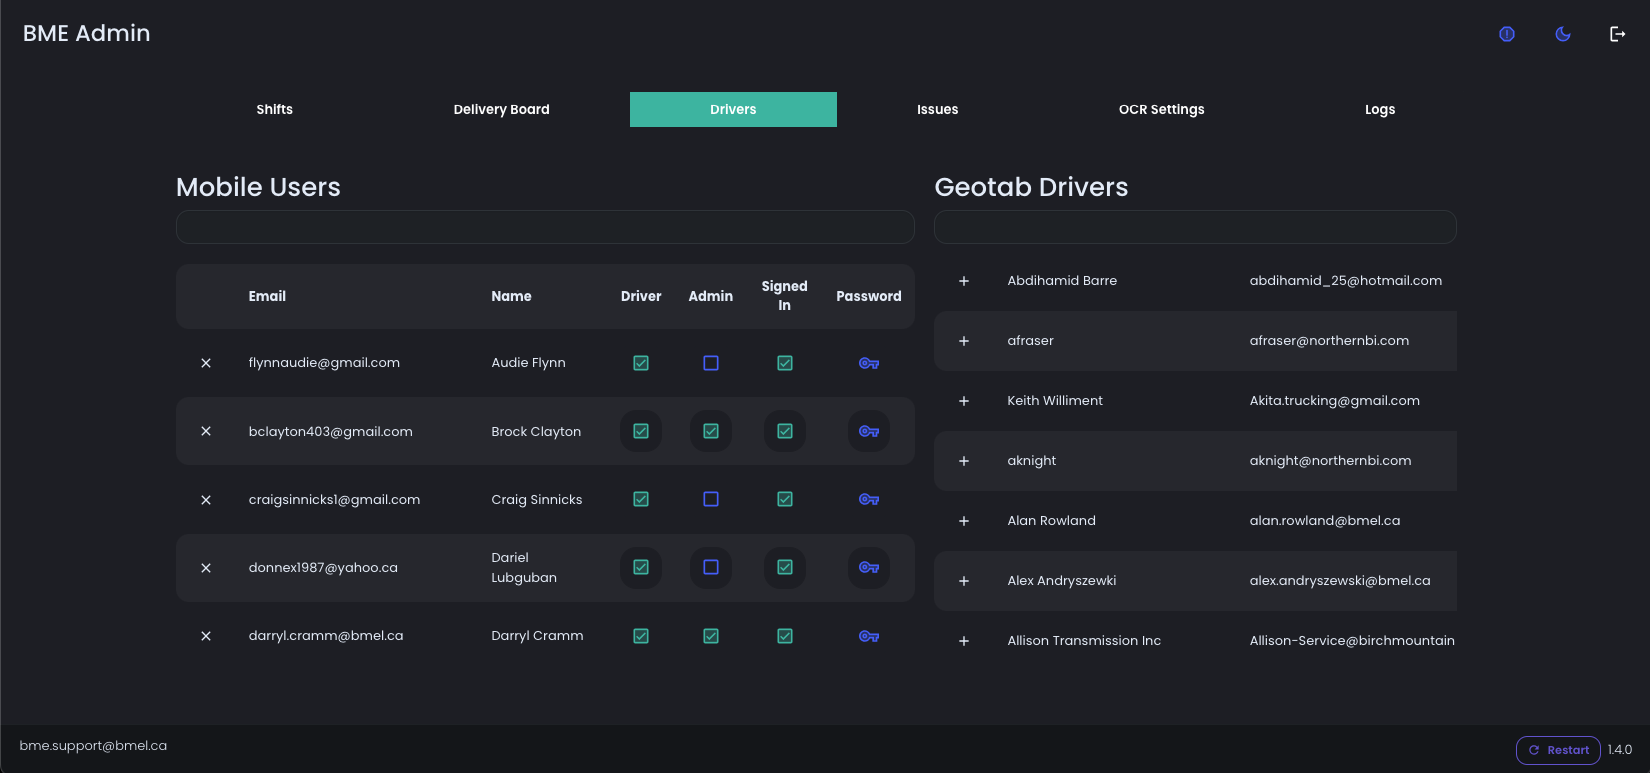 BME Admin
Shifts Delivery Board Drivers Issues OCR Settings Logs
Mobile Users
Email Name Driver Admin Signed In Password
flynnaudie@gmail.com Audie Flynn
bclayton403@gmail.com Brock Clayton
craigsinnicks1@gmail.com Craig Sinnicks
donnex1987@yahoo.ca Dariel Lubguban
darryl.cramm@bmel.ca Darryl Cramm
Geotab Drivers
Abdihamid Barre abdihamid_25@hotmail.com
afraser afraser@northernbi.com
Keith Williment Akita.trucking@gmail.com
aknight aknight@northernbi.com
Alan Rowland alan.rowland@bmel.ca
Alex Andryszewki alex.andryszewski@bmel.ca
Allison Transmission Inc Allison-Service@birchmountain
bme.support@bmel.ca
Restart 1.4.0